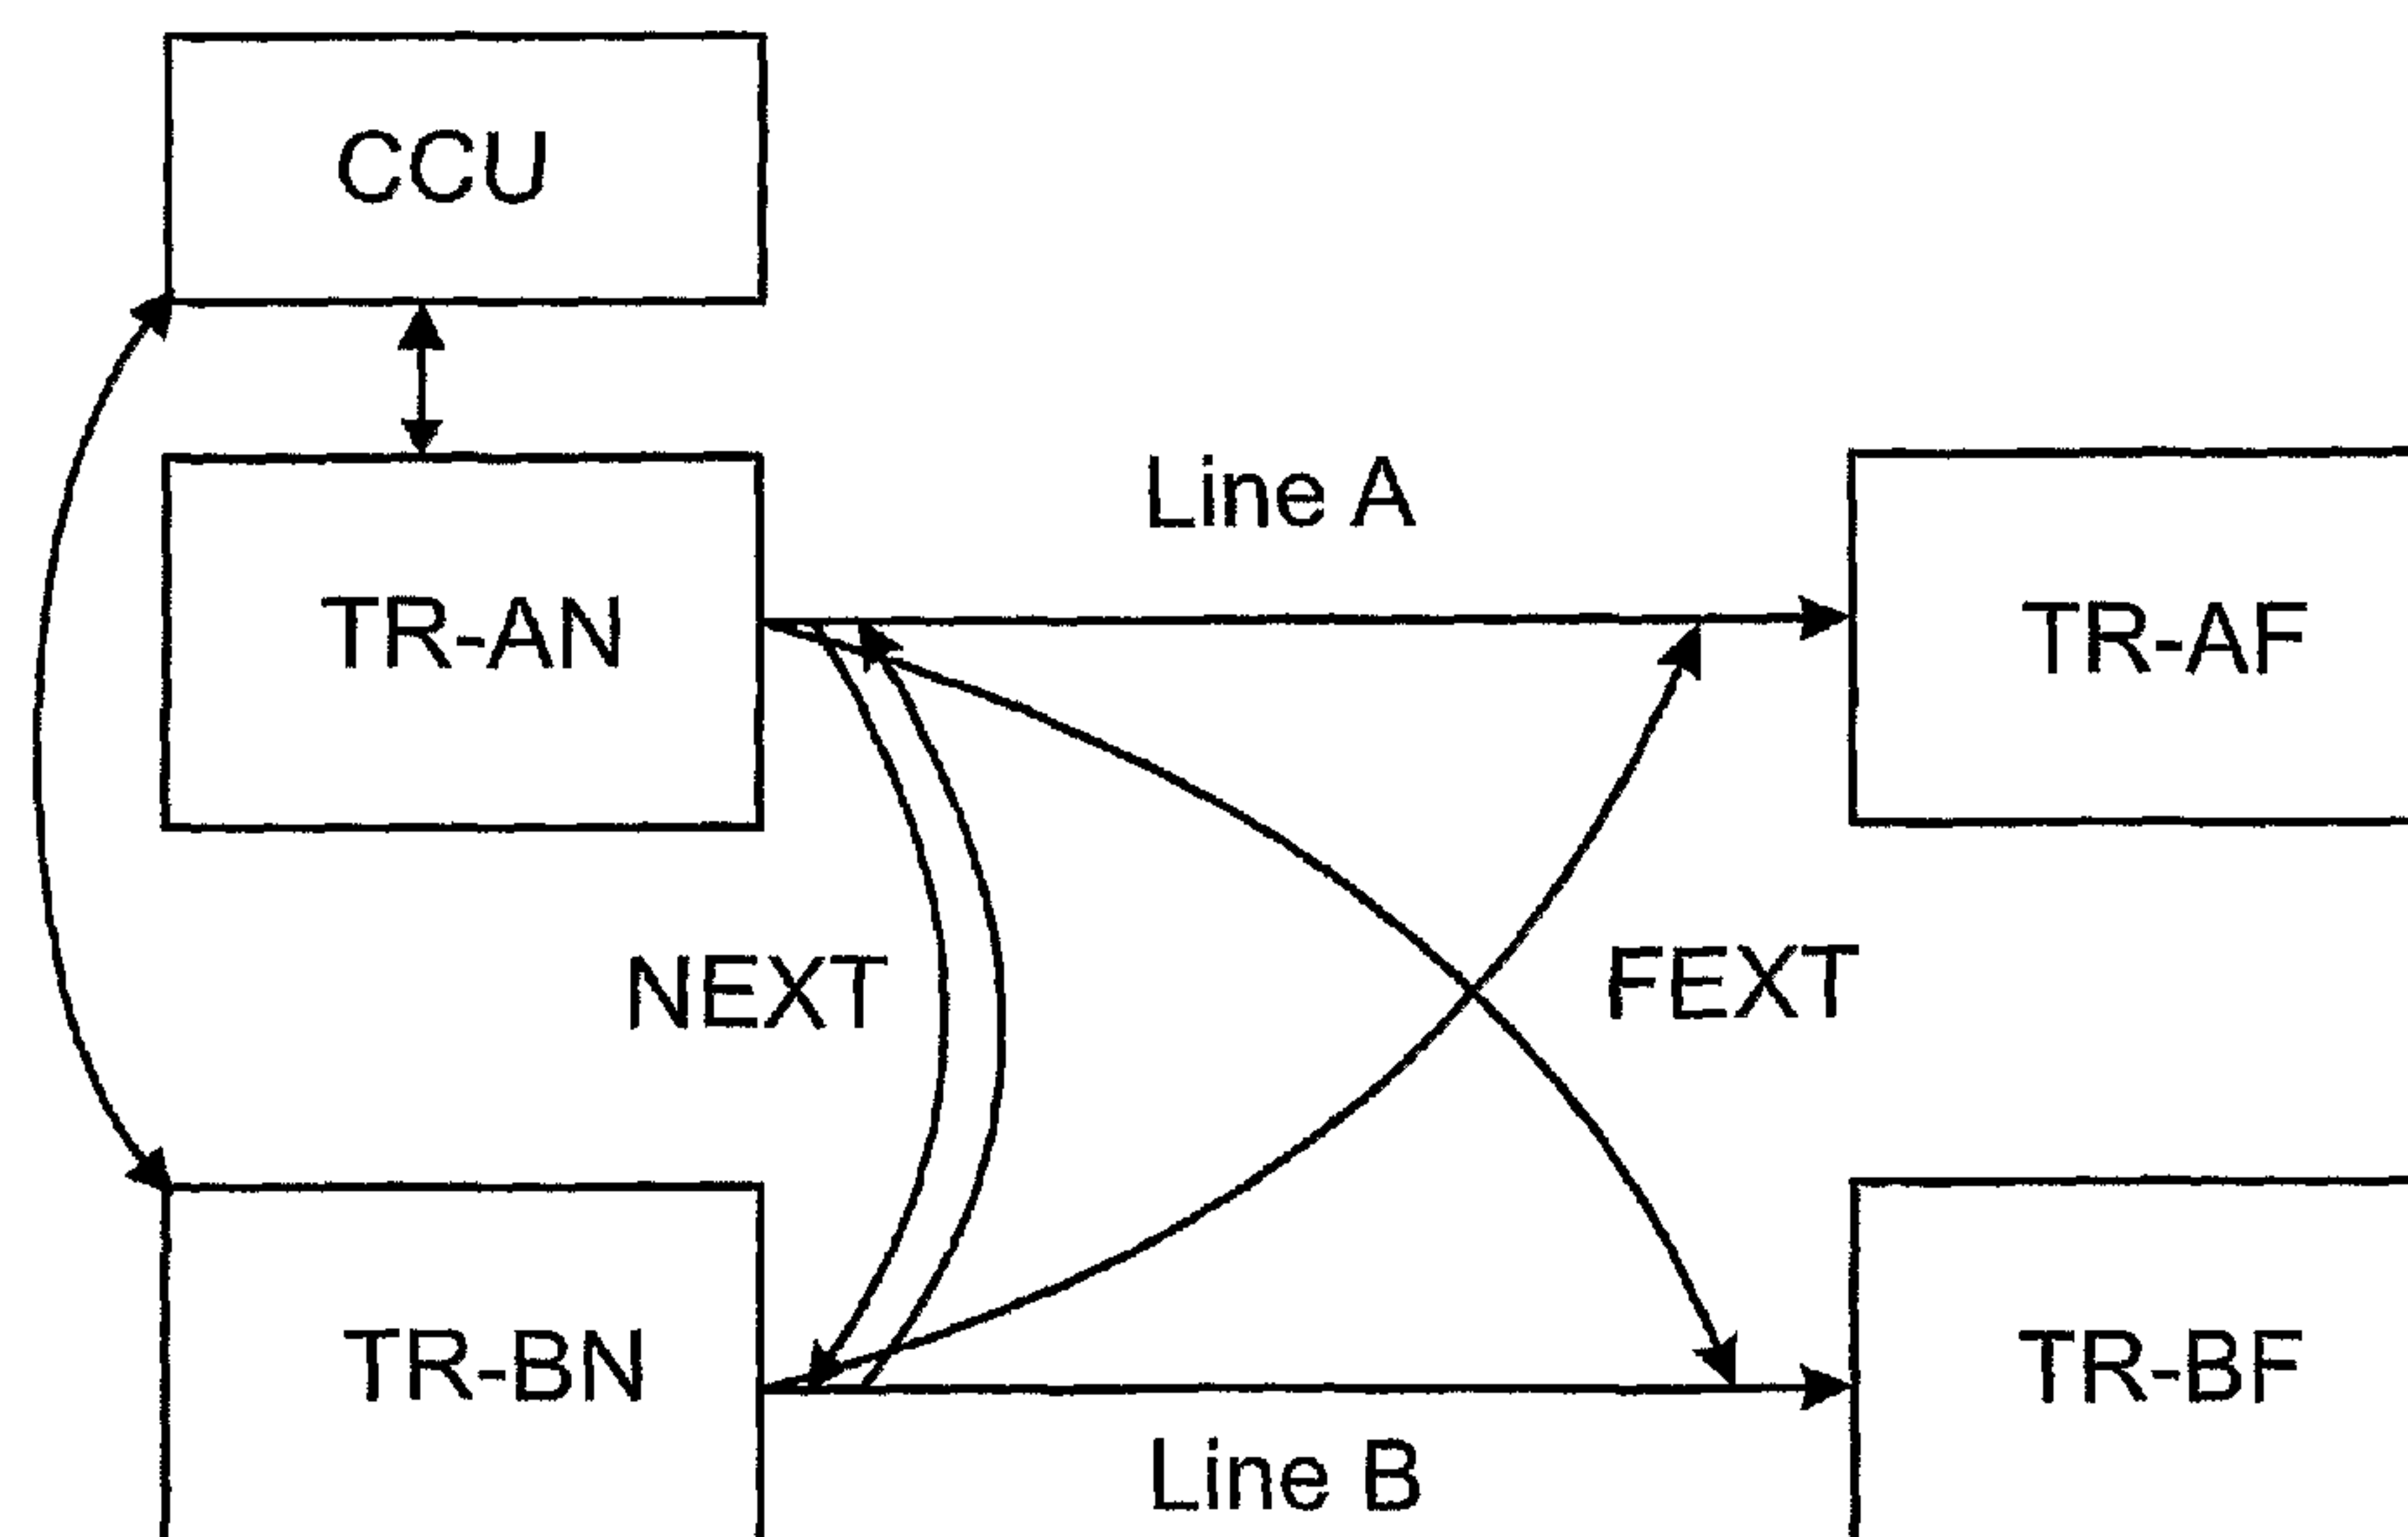 CCU
Line A
TR-AN
TR-AF
NEXT
FEXT
TR-BN
TR-BF
Line B